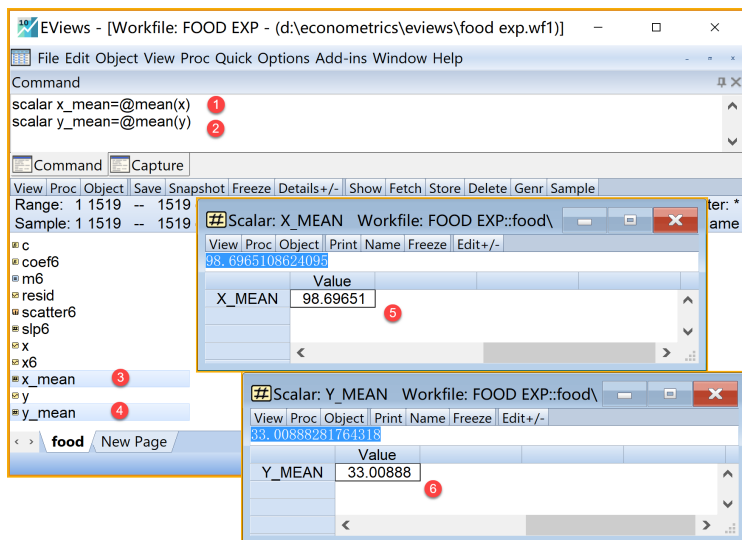 EViews - [Workfile: FOOD EXP - (d:\econometrics\eviews\food exp.wf1)]
File Edit Object View Proc Quick Options Add-ins Window Help
Command
scalar x_mean=@mean(x) 1
scalar y_mean=@mean(y) 2
Command Capture
View Proc Object Save Snapshot Freeze Details+/- Show Fetch Store Delete Genr Sample
Range: 1 1519 -- 1519 ter: *
Sample: 1 1519 -- 1519 ame
c
coef6
m6
resid
scatter6
slp6
x
x6
x_mean 3
y
y_mean 4
food New Page
Scalar: X_MEAN Workfile: FOOD EXP::food\
View Proc Object Print Name Freeze Edit+/-
98.6965108624095
Value
X_MEAN 98.69651
5
Scalar: Y_MEAN Workfile: FOOD EXP::food\
View Proc Object Print Name Freeze Edit+/-
33.00888281764318
Value
Y_MEAN 33.00888
6